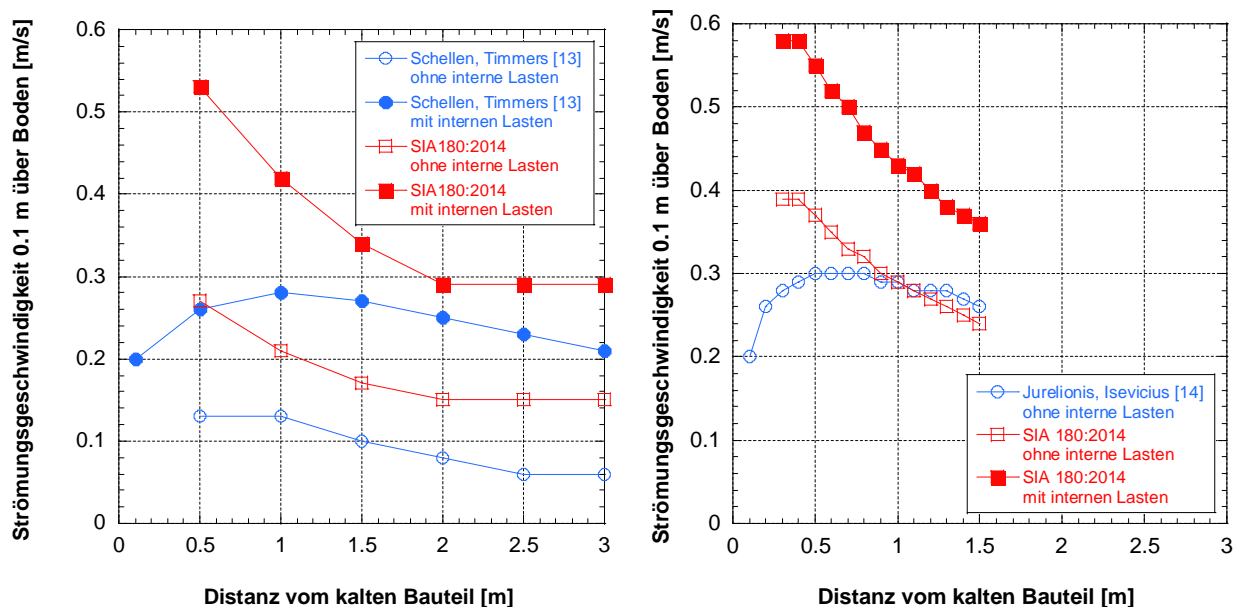 Strömungsgeschwindigkeit 0.1 m über Boden [m/s]
0.6
0.5
0.4
0.3
0.2
0.1
0
Schellen, Timmers [13]
ohne interne Lasten
Schellen, Timmers [13]
mit internen Lasten
SIA180:2014
ohne interne Lasten
SIA180:2014
mit internen Lasten
0 0.5 1 1.5 2 2.5 3
Distanz vom kalten Bauteil [m]
Strömungsgeschwindigkeit 0.1 m über Boden [m/s]
0.6
0.5
0.4
0.3
0.2
0.1
0
Jurelionis, Isevicius [14]
ohne interne Lasten
SIA 180:2014
ohne interne Lasten
SIA 180:2014
mit internen Lasten
0 0.5 1 1.5 2 2.5 3
Distanz vom kalten Bauteil [m]